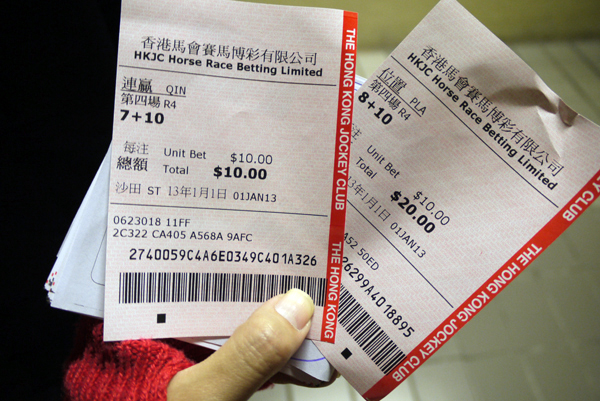 香港馬會賽馬博彩有限公司
HKJC Horse Race Betting Limited
連贏 QIN
第四場 R4
7+10
每注 Unit Bet $10.00
總額 Total $10.00
沙田 ST 13年1月1日 01JAN13
0623018 11FF
2C322 CA405 A568A 9AFC
2740059C4A6E0349C401A326
THE HONG KONG JOCKEY CLUB
THE HONG KONG
香港馬會賽馬博彩有限公司
HKJC Horse Race Betting Limited
位置 PLA
第四場 R4
8+10
Unit Bet $10.00
Total $20.00
13年1月1日 01JAN13
A52 50ED
26299A4018895
THE HONG KONG JOCKEY CLUB